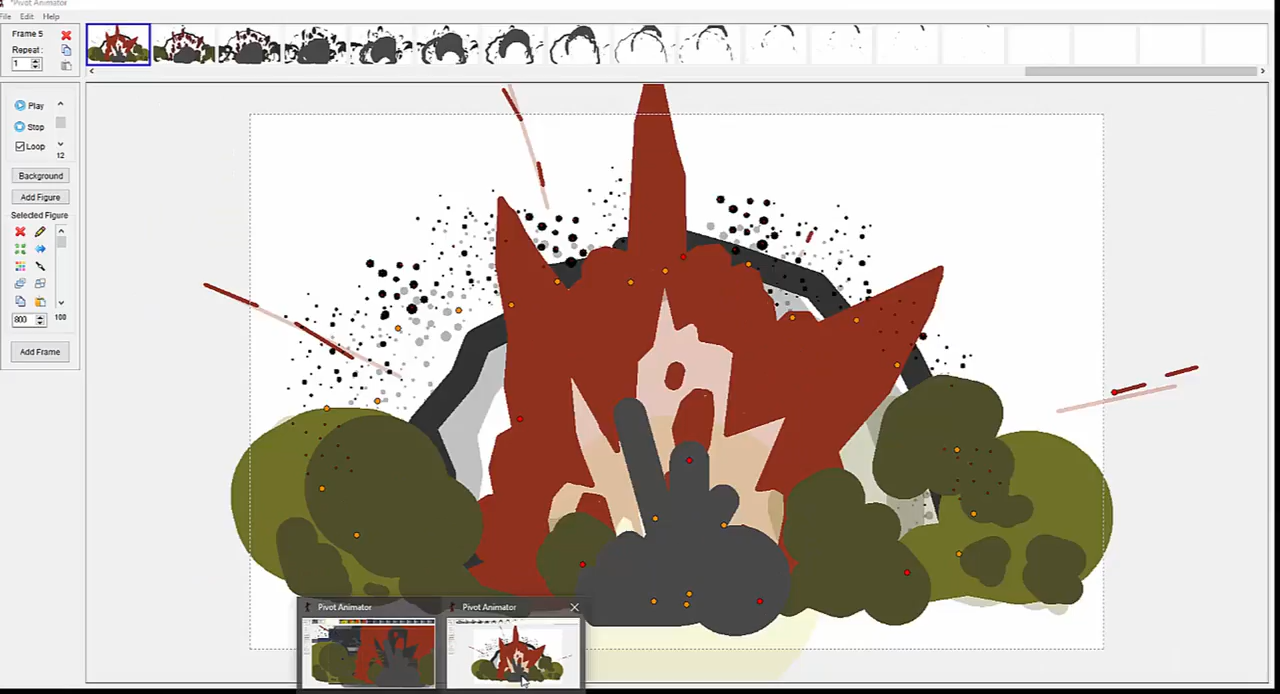 *Pivot Animator
File Edit Help
Frame 5
Repeat:
1
Play
Stop
Loop
12
Background
Add Figure
Selected Figure
800
100
Add Frame
Pivot Animator
Pivot Animator